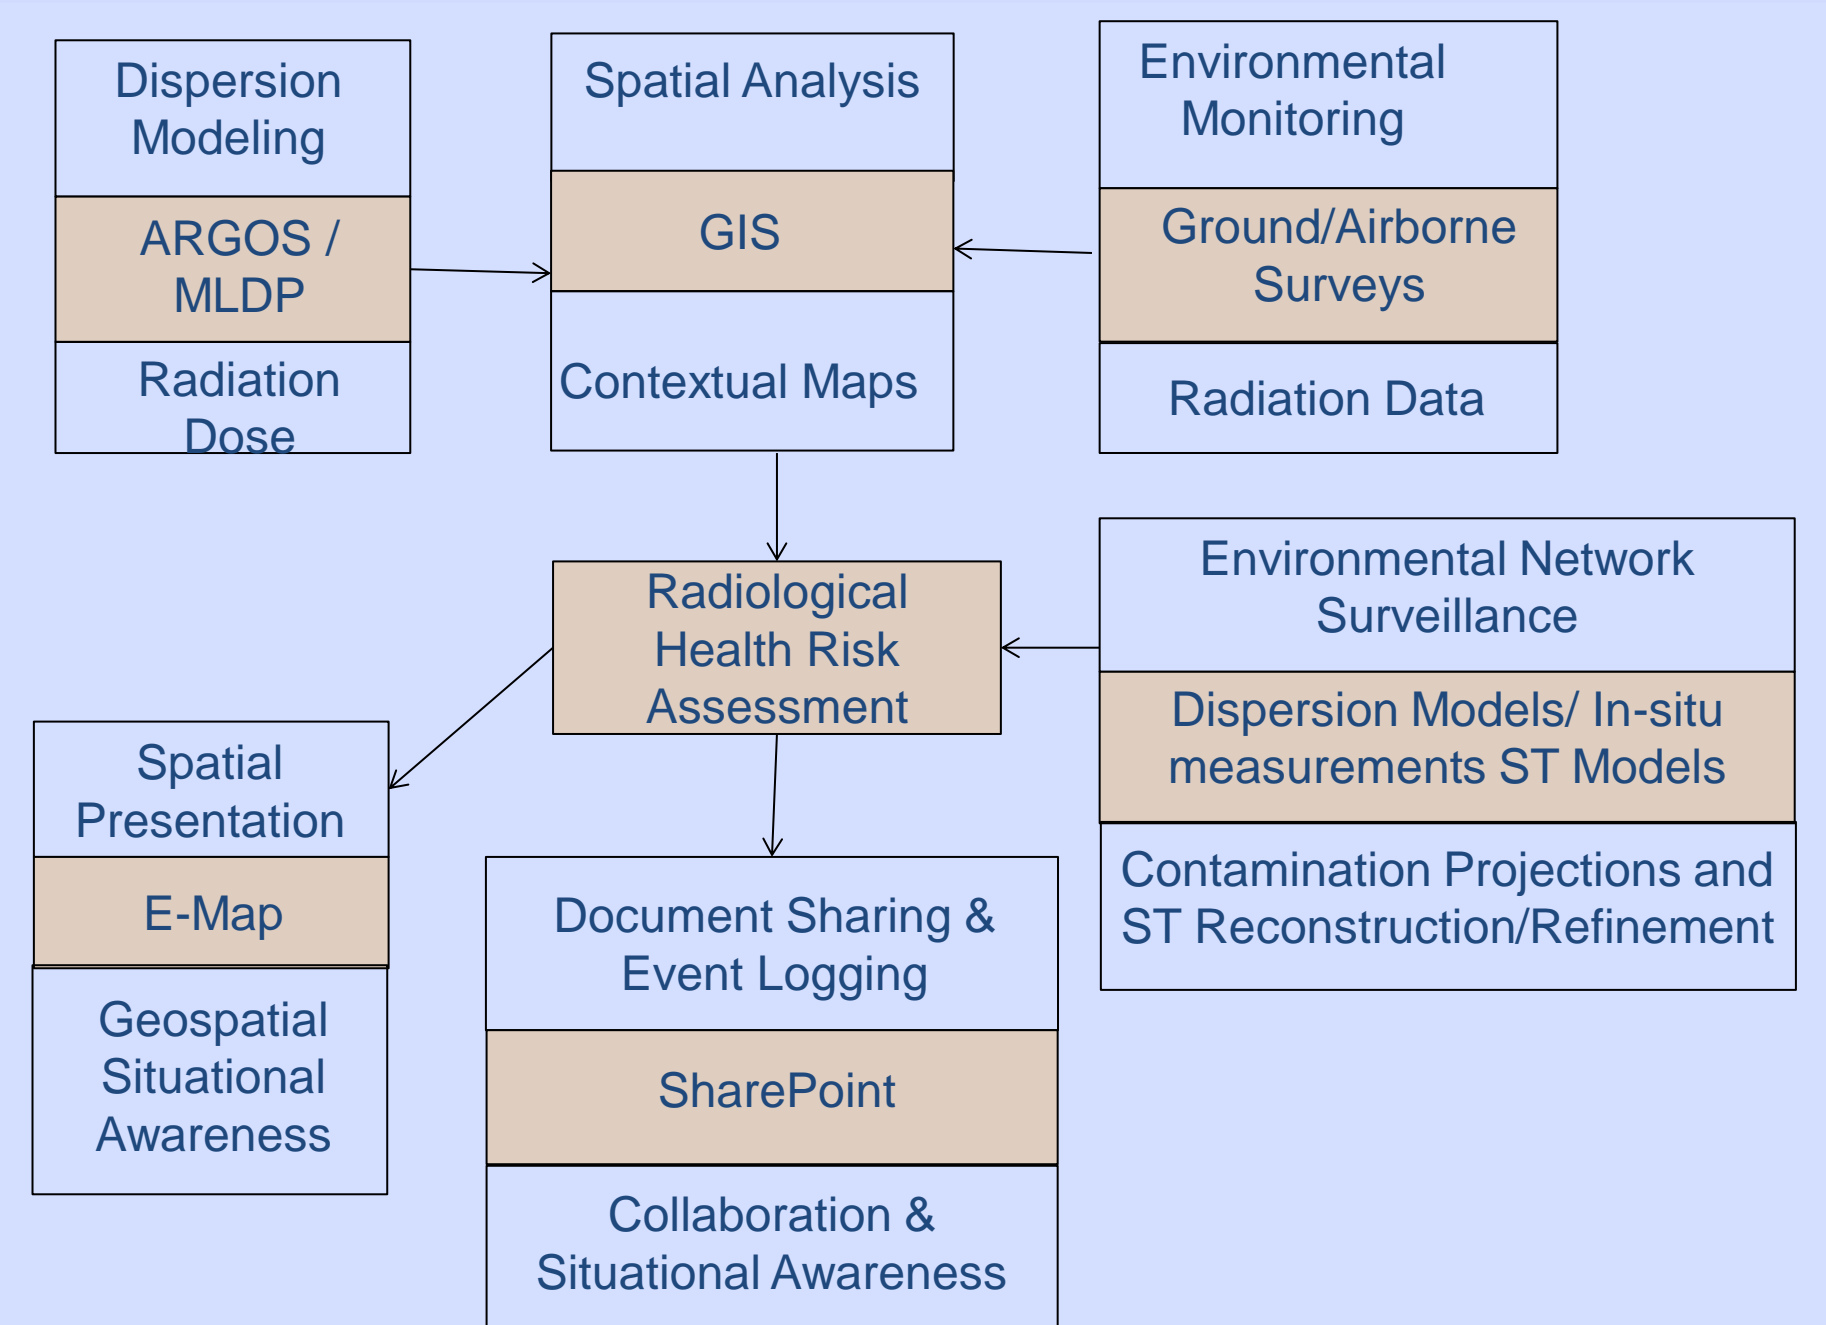 Dispersion
Modeling
ARGOS /
MLDP
Radiation
Dose
Spatial Analysis
GIS
Contextual Maps
Environmental
Monitoring
Ground/Airborne
Surveys
Radiation Data
Radiological
Health Risk
Assessment
Environmental Network
Surveillance
Dispersion Models/ In-situ
measurements ST Models
Contamination Projections and
ST Reconstruction/Refinement
Spatial
Presentation
E-Map
Geospatial
Situational
Awareness
Document Sharing &
Event Logging
SharePoint
Collaboration &
Situational Awareness